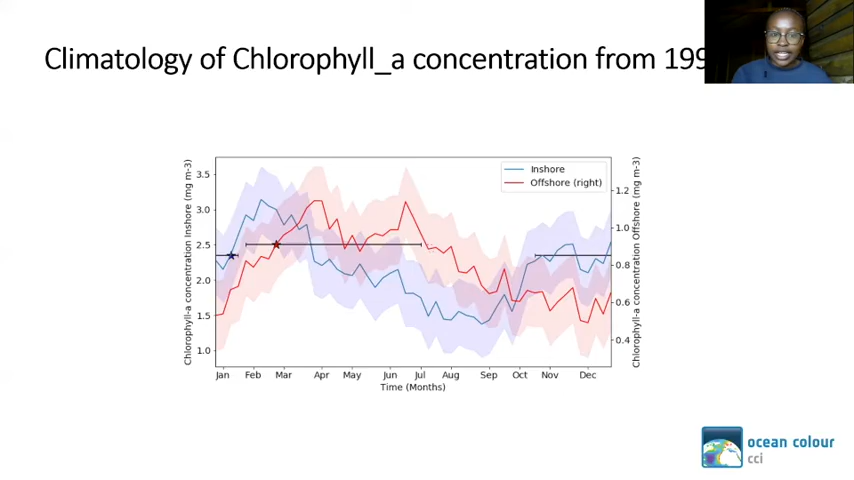 Climatology of Chlorophyll_a concentration from 199
Chlorophyll-a concentration Inshore (mg m-3)
3.5
3.0
2.5
2.0
1.5
1.0
Inshore
Offshore (right)
1.2
1.0
0.8
0.6
0.4
Chlorophyll-a concentration Offshore (mg m-3)
Jan Feb Mar Apr May Jun Jul Aug Sep Oct Nov Dec
Time (Months)
ocean colour
cci